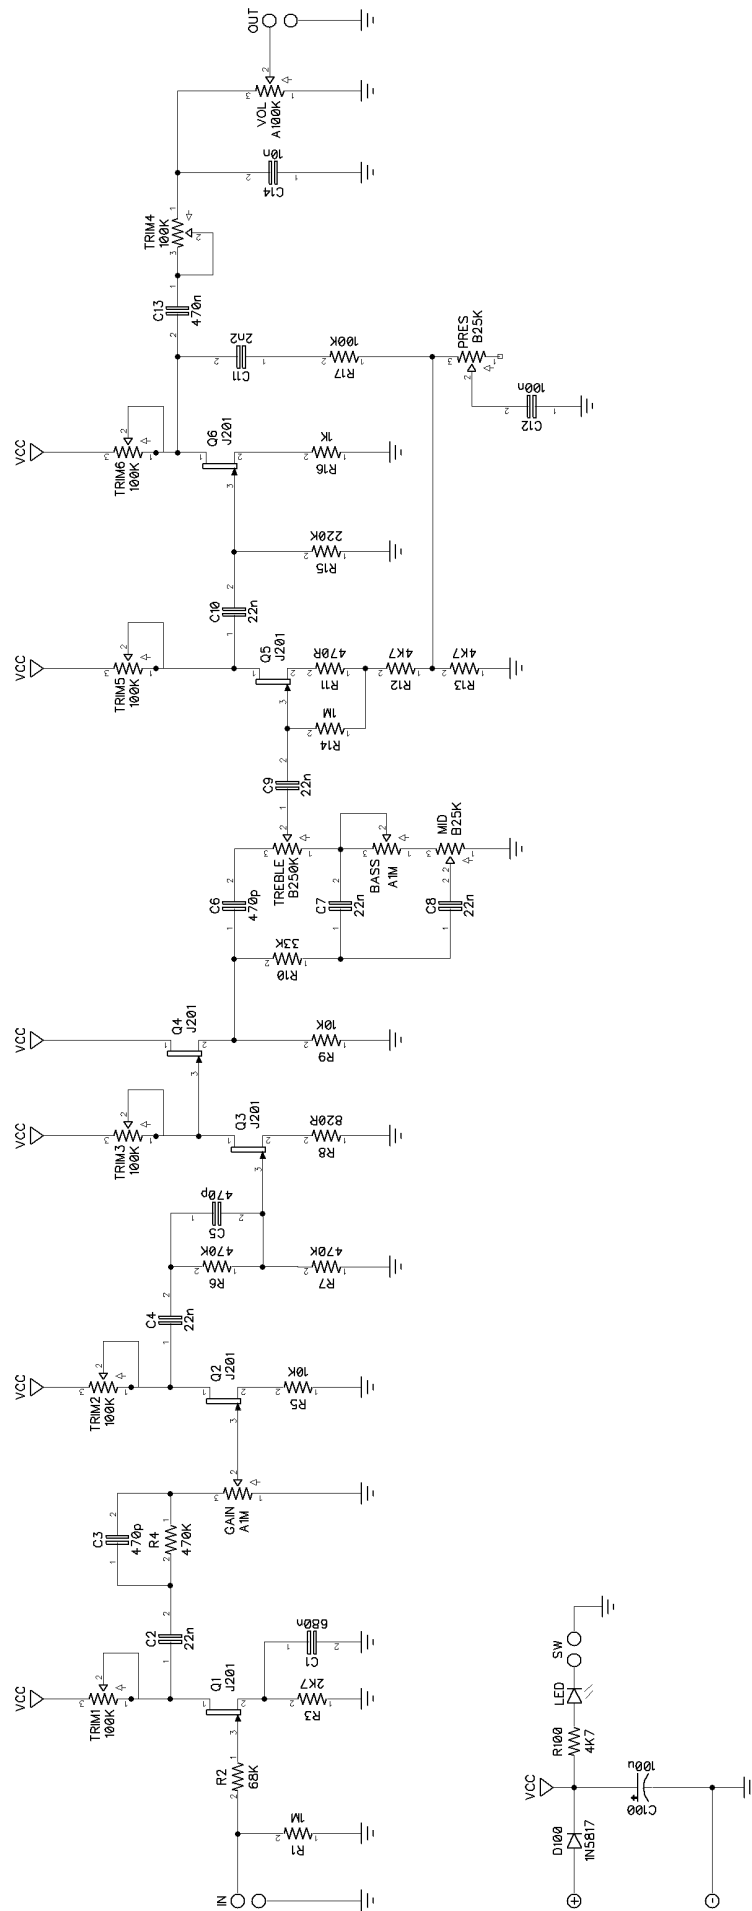 IN
R1
1M
R2
68K
VCC
TRIM1
100K
Q1
J201
R3
2K7
C1
680n
C2
22n
C3
470p
R4
470K
GAIN
A1M
VCC
TRIM2
100K
Q2
J201
R5
10K
C4
22n
R6
470K
C5
470p
R7
470K
VCC
TRIM3
100K
Q3
J201
R8
820R
VCC
Q4
J201
R9
10K
R10
33K
C6
470p
TREBLE
B250K
C7
22n
BASS
A1M
C8
22n
MID
B25K
C9
22n
R14
1M
VCC
TRIM5
100K
Q5
J201
R11
470R
R12
4K7
R13
4K7
C10
22n
R15
220K
VCC
TRIM6
100K
Q6
J201
R16
1K
C11
2n2
R17
100K
PRES
B25K
C12
100n
C13
470n
TRIM4
100K
C14
10n
VOL
A100K
OUT
+
D100
1N5817
VCC
+
C100
100u
R100
4K7
LED
SW
-